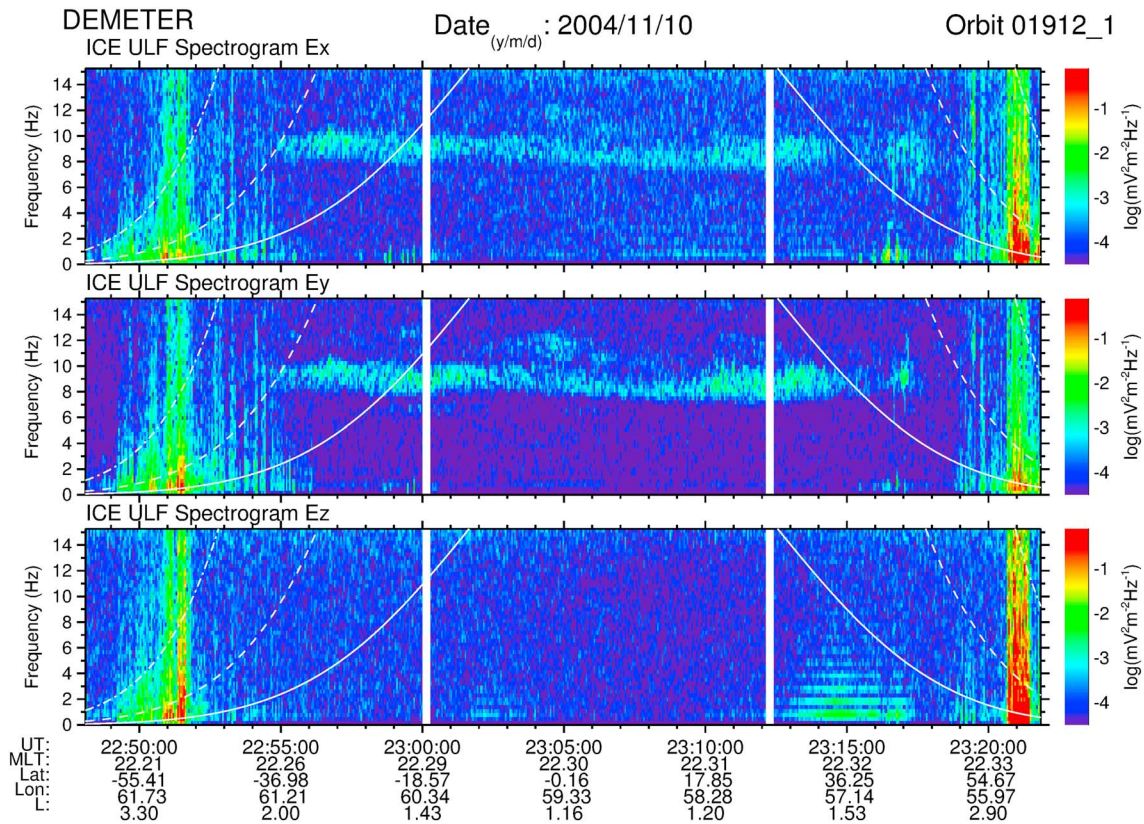 DEMETER Date(y/m/d): 2004/11/10 Orbit 01912_1
ICE ULF Spectrogram Ex
Frequency (Hz)
14
12
10
8
6
4
2
0
-1
-2
-3
-4
log(mV²m⁻²Hz⁻¹)
ICE ULF Spectrogram Ey
Frequency (Hz)
14
12
10
8
6
4
2
0
-1
-2
-3
-4
log(mV²m⁻²Hz⁻¹)
ICE ULF Spectrogram Ez
Frequency (Hz)
14
12
10
8
6
4
2
0
-1
-2
-3
-4
log(mV²m⁻²Hz⁻¹)
UT: 22:50:00 22:55:00 23:00:00 23:05:00 23:10:00 23:15:00 23:20:00
MLT: 22.21 22.26 22.29 22.30 22.31 22.32 22.33
Lat: -55.41 -36.98 -18.57 -0.16 17.85 36.25 54.67
Lon: 61.73 61.21 60.34 59.33 58.28 57.14 55.97
L: 3.30 2.00 1.43 1.16 1.20 1.53 2.90